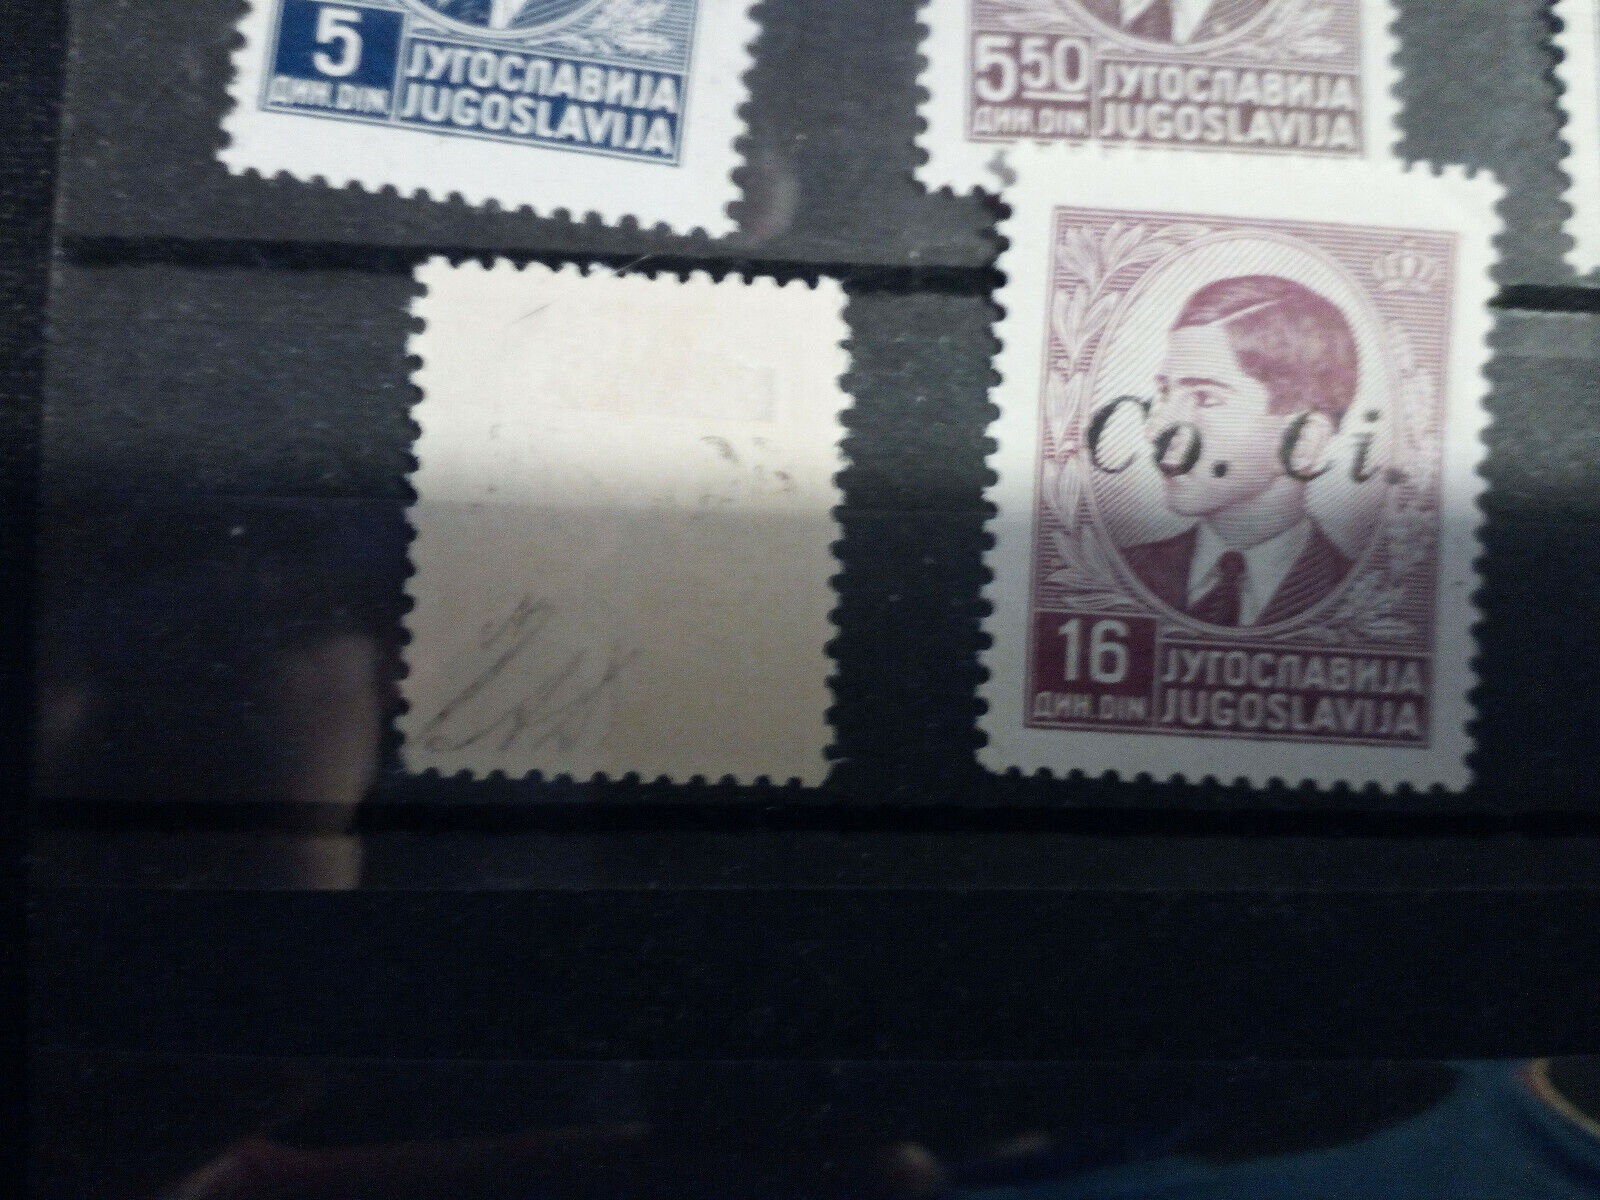 5
ДИН. DIN
ЈУГОСЛАВИЈА
JUGOSLAVIJA
5.50
ДИН. DIN
ЈУГОСЛАВИЈА
JUGOSLAVIJA
Co. Ci.
16
ДИН. DIN
ЈУГОСЛАВИЈА
JUGOSLAVIJA